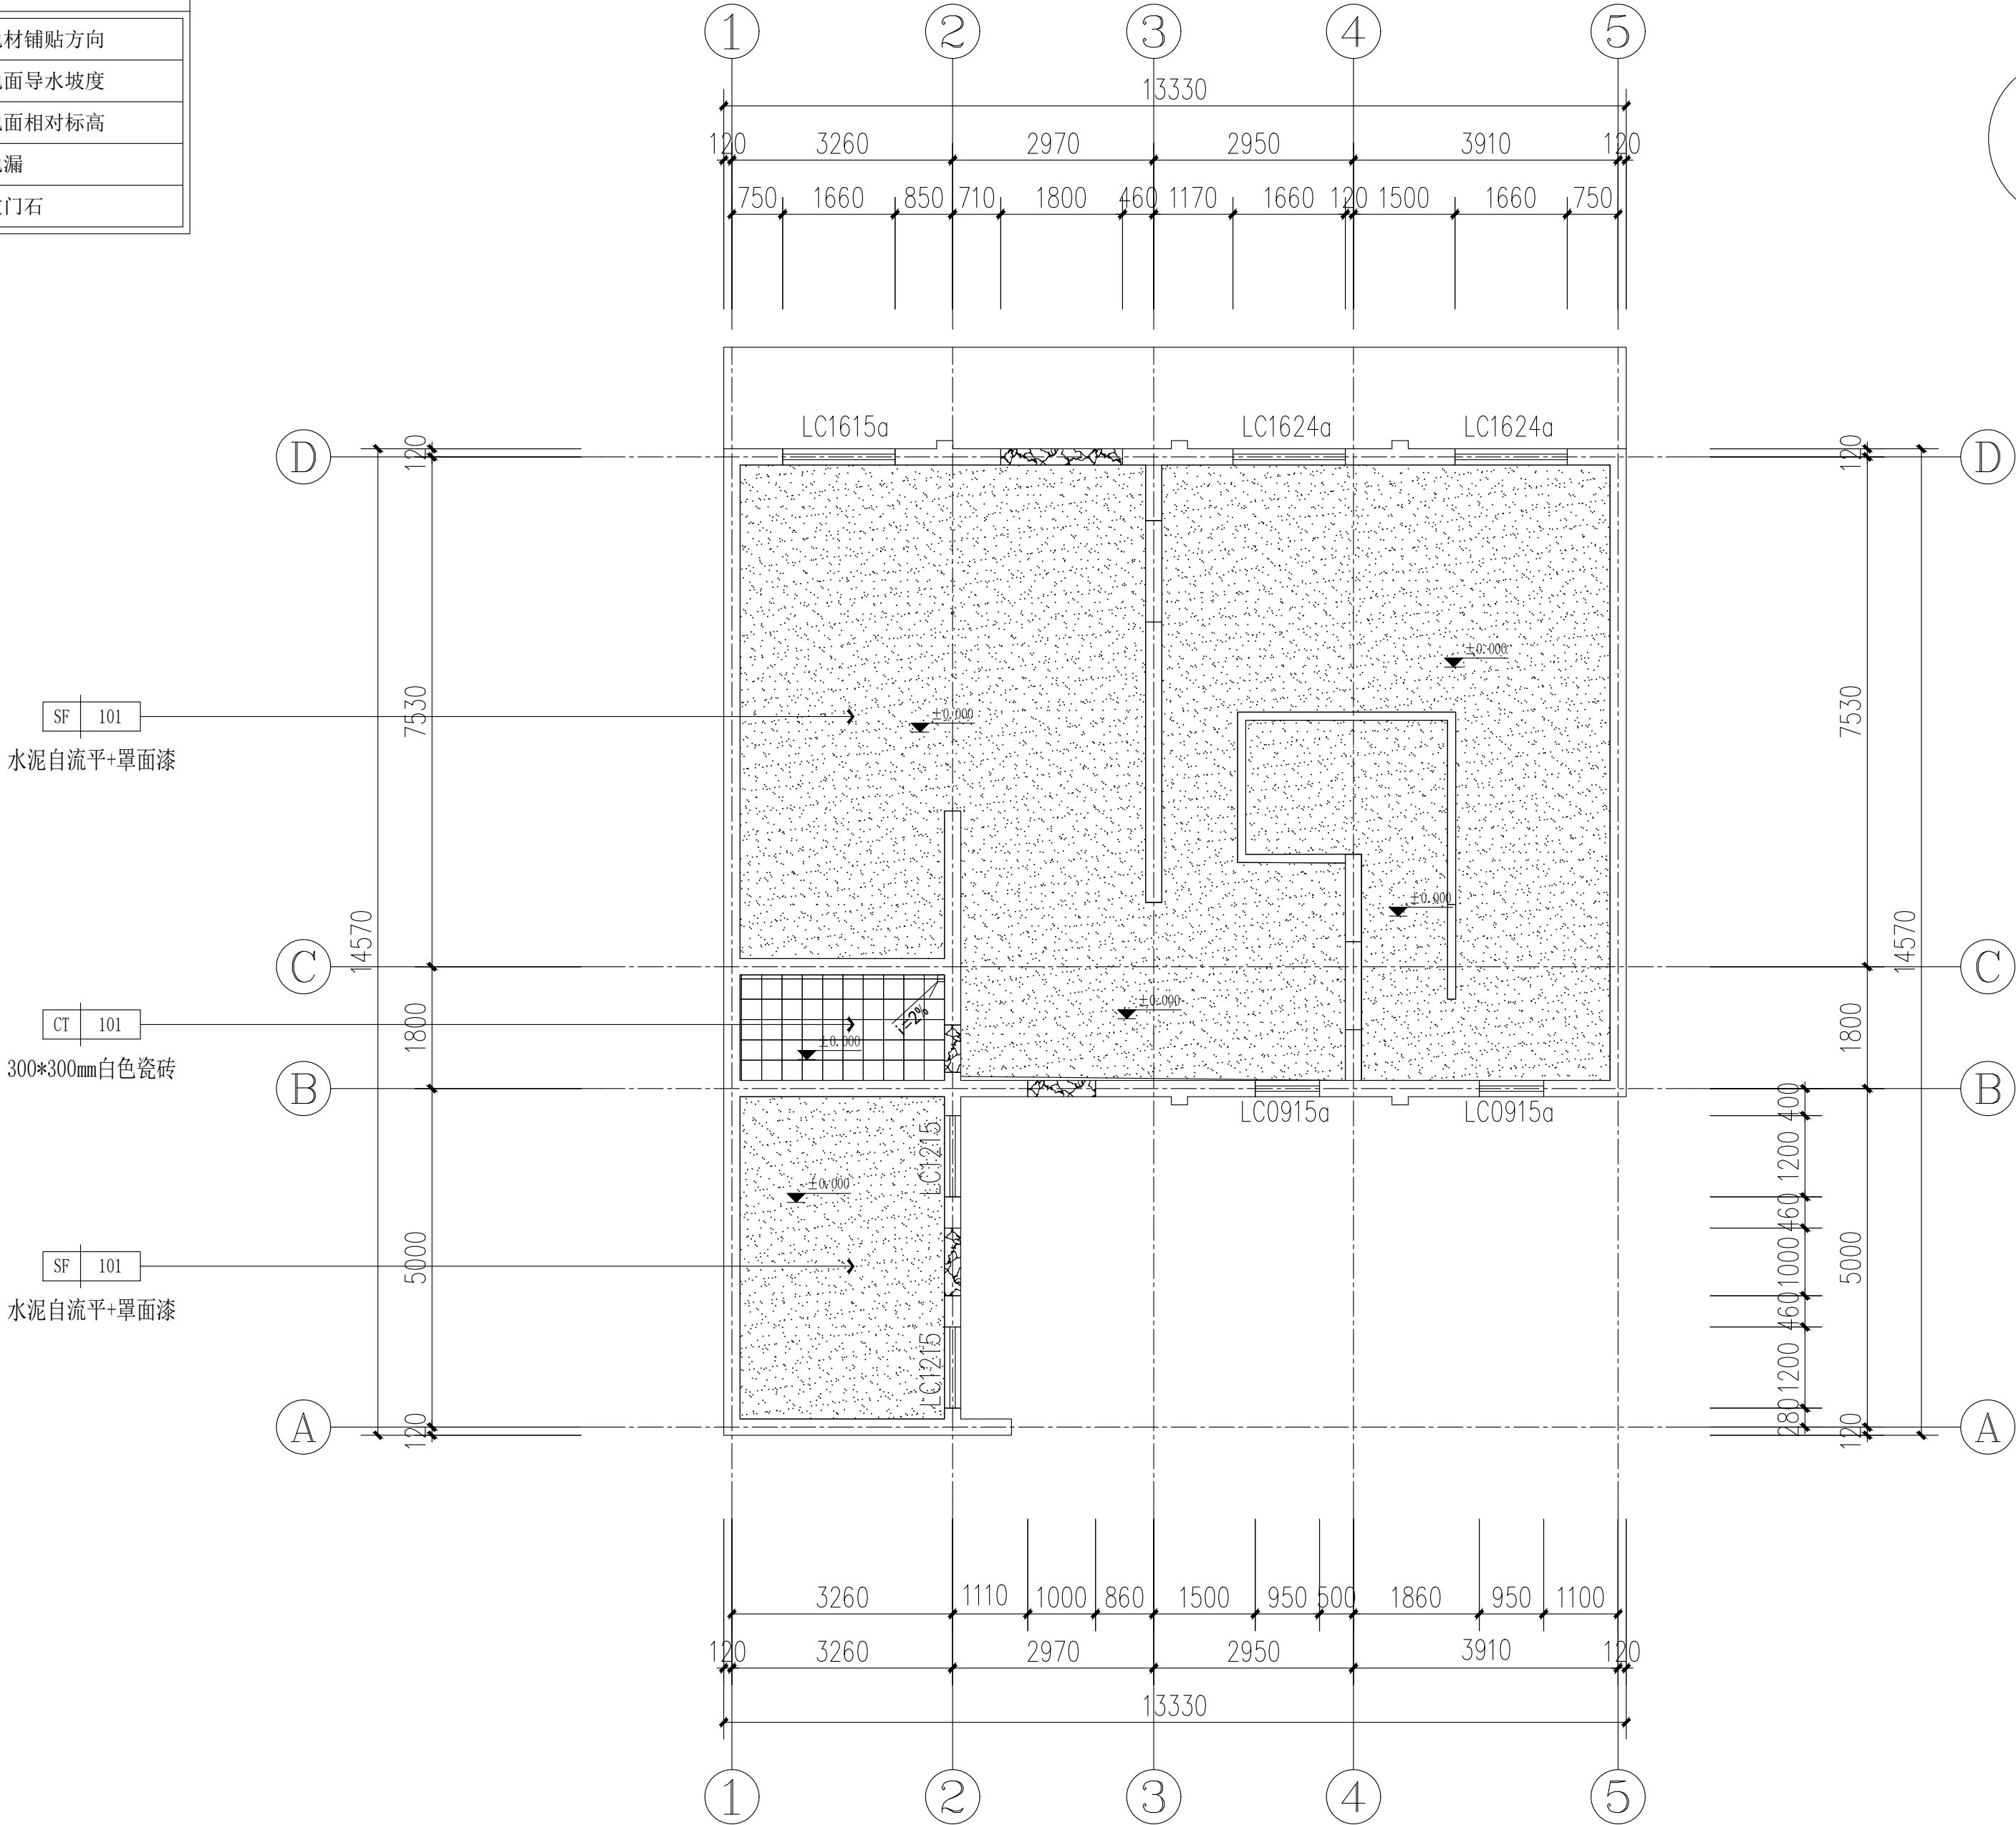 材铺贴方向
面导水坡度
面相对标高
漏
门石
1 2 3 4 5
13330
120 3260 2970 2950 3910 120
750 1660 850 710 1800 460 1170 1660 120 1500 1660 750
LC1615a LC1624a LC1624a
D 120 120 D
±0.000
SF 101
水泥自流平+罩面漆
7530 ±0.000 7530
±0.000
14570 14570
C C
±0.000
i=2%
CT 101
300*300mm白色瓷砖
1800 ±0.000 1800
B B
LC0915a LC0915a
400
LC1215 1200
±0.000
460
SF 101
水泥自流平+罩面漆
5000 1000 5000
460
LC1215 1200
A 120 280 120 A
3260 1110 1000 860 1500 950 500 1860 950 1100
120 3260 2970 2950 3910 120
13330
1 2 3 4 5